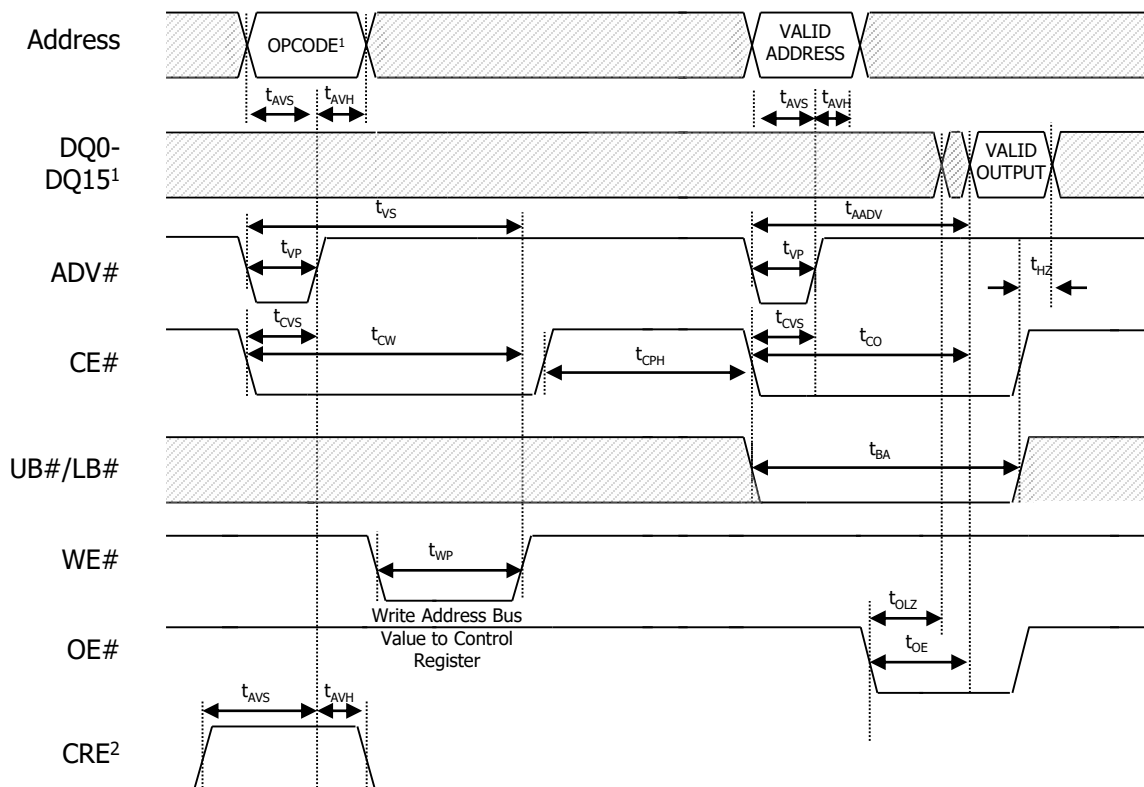 Address
OPCODE¹
VALID
ADDRESS
tAVS
tAVH
tAVS
tAVH
DQ0-
DQ15¹
VALID
OUTPUT
tVS
tAADV
ADV#
tVP
tVP
tHZ
CE#
tCVS
tCW
tCPH
tCVS
tCO
UB#/LB#
tBA
WE#
tWP
Write Address Bus
Value to Control
Register
OE#
tOLZ
tOE
CRE²
tAVS
tAVH